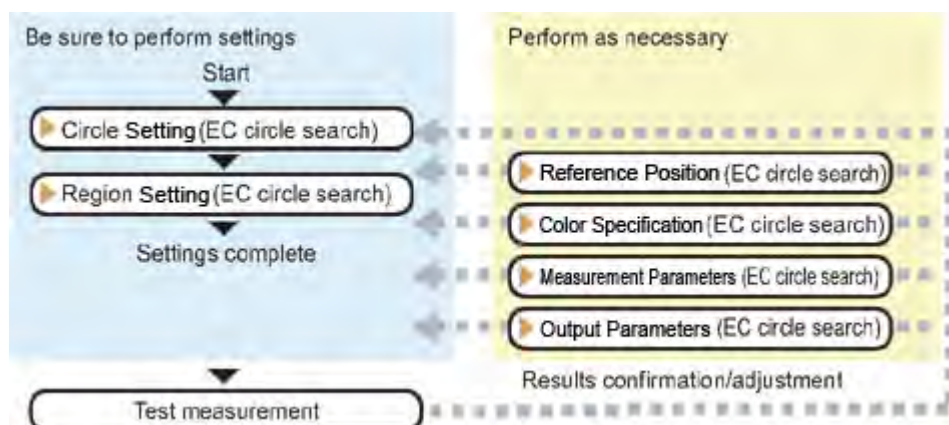 Be sure to perform settings
Start
Circle Setting (EC circle search)
Region Setting (EC circle search)
Settings complete
Perform as necessary
Reference Position (EC circle search)
Color Specification (EC circle search)
Measurement Parameters (EC circle search)
Output Parameters (EC circle search)
Results confirmation/adjustment
Test measurement